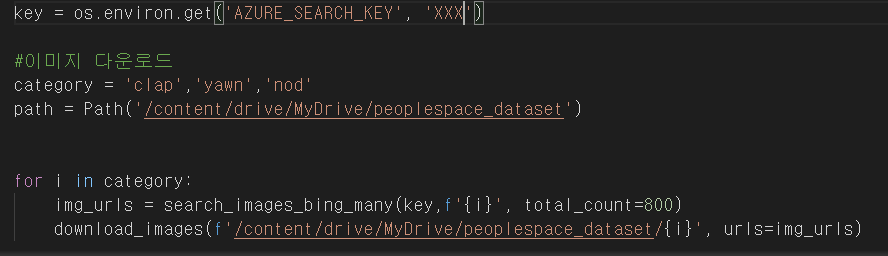 key = os.environ.get('AZURE_SEARCH_KEY', 'XXX')
#이미지 다운로드
category = 'clap','yawn','nod'
path = Path('/content/drive/MyDrive/peoplespace_dataset')
for i in category:
    img_urls = search_images_bing_many(key,f'{i}', total_count=800)
    download_images(f'/content/drive/MyDrive/peoplespace_dataset/{i}', urls=img_urls)